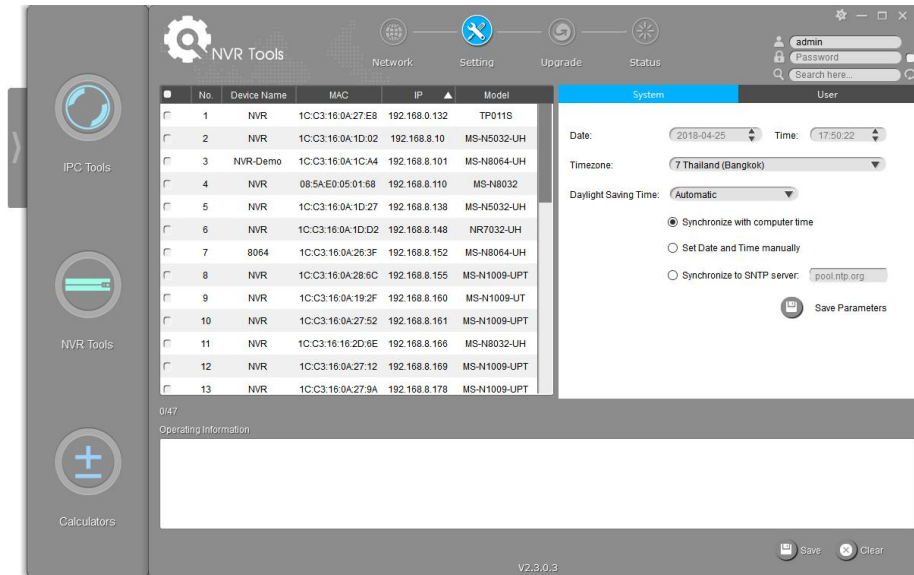 NVR Tools
Network
Setting
Upgrade
Status
admin
Password
Search here...
IPC Tools
NVR Tools
Calculators
No. Device Name MAC IP Model
1 NVR 1C:C3:16:0A:27:E8 192.168.0.132 TP011S
2 NVR 1C:C3:16:0A:1D:02 192.168.8.10 MS-N5032-UH
3 NVR-Demo 1C:C3:16:0A:1C:A4 192.168.8.101 MS-N8064-UH
4 NVR 08:5A:E0:05:01:68 192.168.8.110 MS-N8032
5 NVR 1C:C3:16:0A:1D:27 192.168.8.138 MS-N5032-UH
6 NVR 1C:C3:16:0A:1D:D2 192.168.8.148 NR7032-UH
7 8064 1C:C3:16:0A:26:3F 192.168.8.152 MS-N8064-UH
8 NVR 1C:C3:16:0A:28:6C 192.168.8.155 MS-N1009-UPT
9 NVR 1C:C3:16:0A:19:2F 192.168.8.160 MS-N1009-UT
10 NVR 1C:C3:16:0A:27:52 192.168.8.161 MS-N1009-UPT
11 NVR 1C:C3:16:16:2D:6E 192.168.8.166 MS-N8032-UH
12 NVR 1C:C3:16:0A:27:12 192.168.8.169 MS-N1009-UPT
13 NVR 1C:C3:16:0A:27:9A 192.168.8.178 MS-N1009-UPT
System
User
Date: 2018-04-25 Time: 17:50:22
Timezone: 7 Thailand (Bangkok)
Daylight Saving Time: Automatic
Synchronize with computer time
Set Date and Time manually
Synchronize to SNTP server: pool.ntp.org
Save Parameters
0/47
Operating Information
Save
Clear
V2.3.0.3